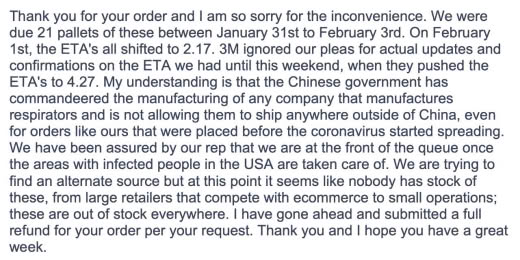 Thank you for your order and I am so sorry for the inconvenience. We were
due 21 pallets of these between January 31st to February 3rd. On February
1st, the ETA's all shifted to 2.17. 3M ignored our pleas for actual updates and
confirmations on the ETA we had until this weekend, when they pushed the
ETA's to 4.27. My understanding is that the Chinese government has
commandeered the manufacturing of any company that manufactures
respirators and is not allowing them to ship anywhere outside of China, even
for orders like ours that were placed before the coronavirus started spreading.
We have been assured by our rep that we are at the front of the queue once
the areas with infected people in the USA are taken care of. We are trying to
find an alternate source but at this point it seems like nobody has stock of
these, from large retailers that compete with ecommerce to small operations;
these are out of stock everywhere. I have gone ahead and submitted a full
refund for your order per your request. Thank you and I hope you have a great
week.